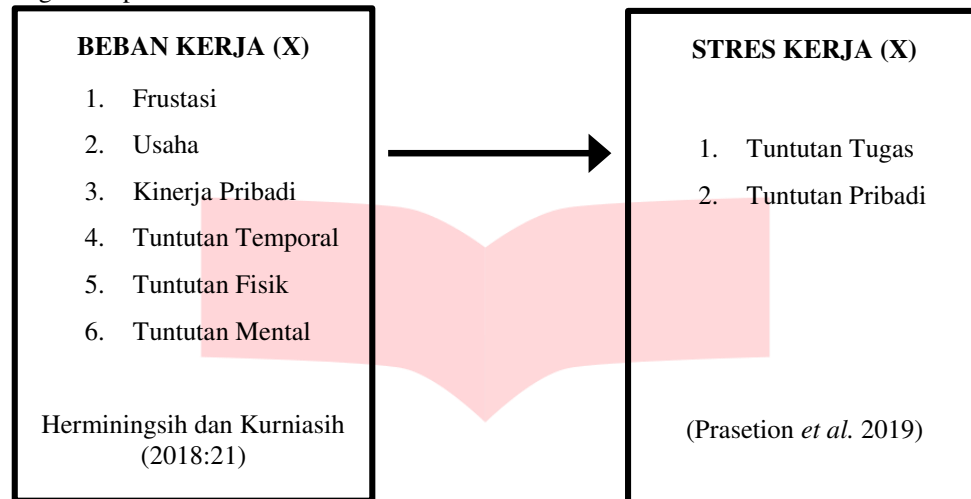 BEBAN KERJA (X)
1. Frustasi
2. Usaha
3. Kinerja Pribadi
4. Tuntutan Temporal
5. Tuntutan Fisik
6. Tuntutan Mental
Herminingsih dan Kurniasih
(2018:21)
STRES KERJA (X)
1. Tuntutan Tugas
2. Tuntutan Pribadi
(Prasetion et al. 2019)